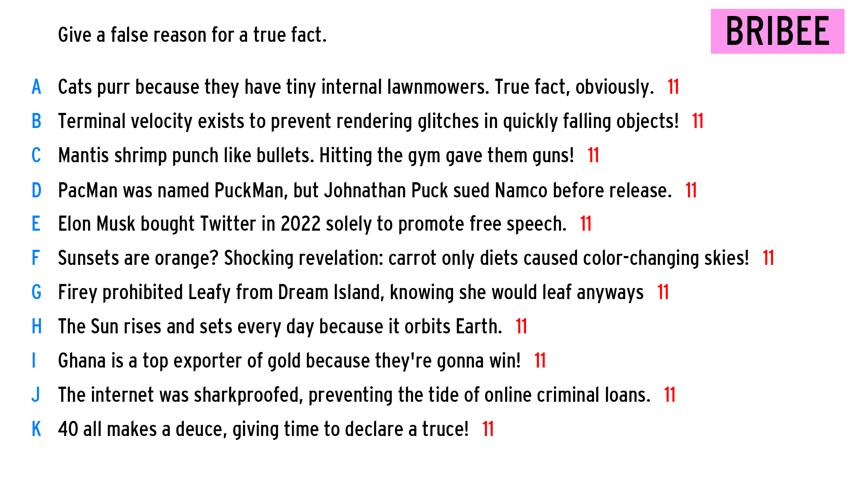 Give a false reason for a true fact.
BRIBEE
A Cats purr because they have tiny internal lawnmowers. True fact, obviously. 11
B Terminal velocity exists to prevent rendering glitches in quickly falling objects! 11
C Mantis shrimp punch like bullets. Hitting the gym gave them guns! 11
D PacMan was named PuckMan, but Johnathan Puck sued Namco before release. 11
E Elon Musk bought Twitter in 2022 solely to promote free speech. 11
F Sunsets are orange? Shocking revelation: carrot only diets caused color-changing skies! 11
G Firey prohibited Leafy from Dream Island, knowing she would leaf anyways 11
H The Sun rises and sets every day because it orbits Earth. 11
I Ghana is a top exporter of gold because they're gonna win! 11
J The internet was sharkproofed, preventing the tide of online criminal loans. 11
K 40 all makes a deuce, giving time to declare a truce! 11